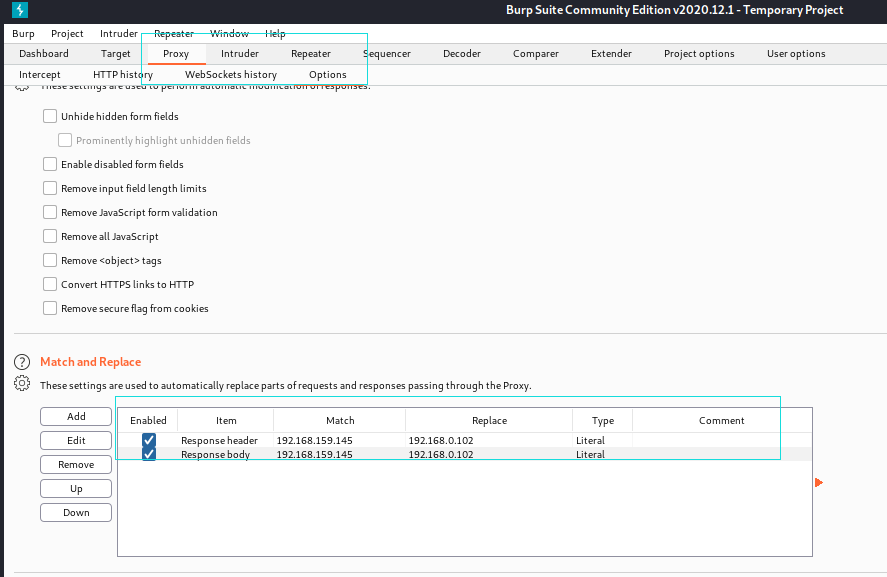 Burp Suite Community Edition v2020.12.1 - Temporary Project
Burp Project Intruder Repeater Window Help
Dashboard Target Proxy Intruder Repeater Sequencer Decoder Comparer Extender Project options User options
Intercept HTTP history WebSockets history Options
These settings are used to perform automatic modification of responses.
Unhide hidden form fields
Prominently highlight unhidden fields
Enable disabled form fields
Remove input field length limits
Remove JavaScript form validation
Remove all JavaScript
Remove <object> tags
Convert HTTPS links to HTTP
Remove secure flag from cookies
? Match and Replace
These settings are used to automatically replace parts of requests and responses passing through the Proxy.
Add
Edit
Remove
Up
Down
Enabled Item Match Replace Type Comment
Response header 192.168.159.145 192.168.0.102 Literal
Response body 192.168.159.145 192.168.0.102 Literal